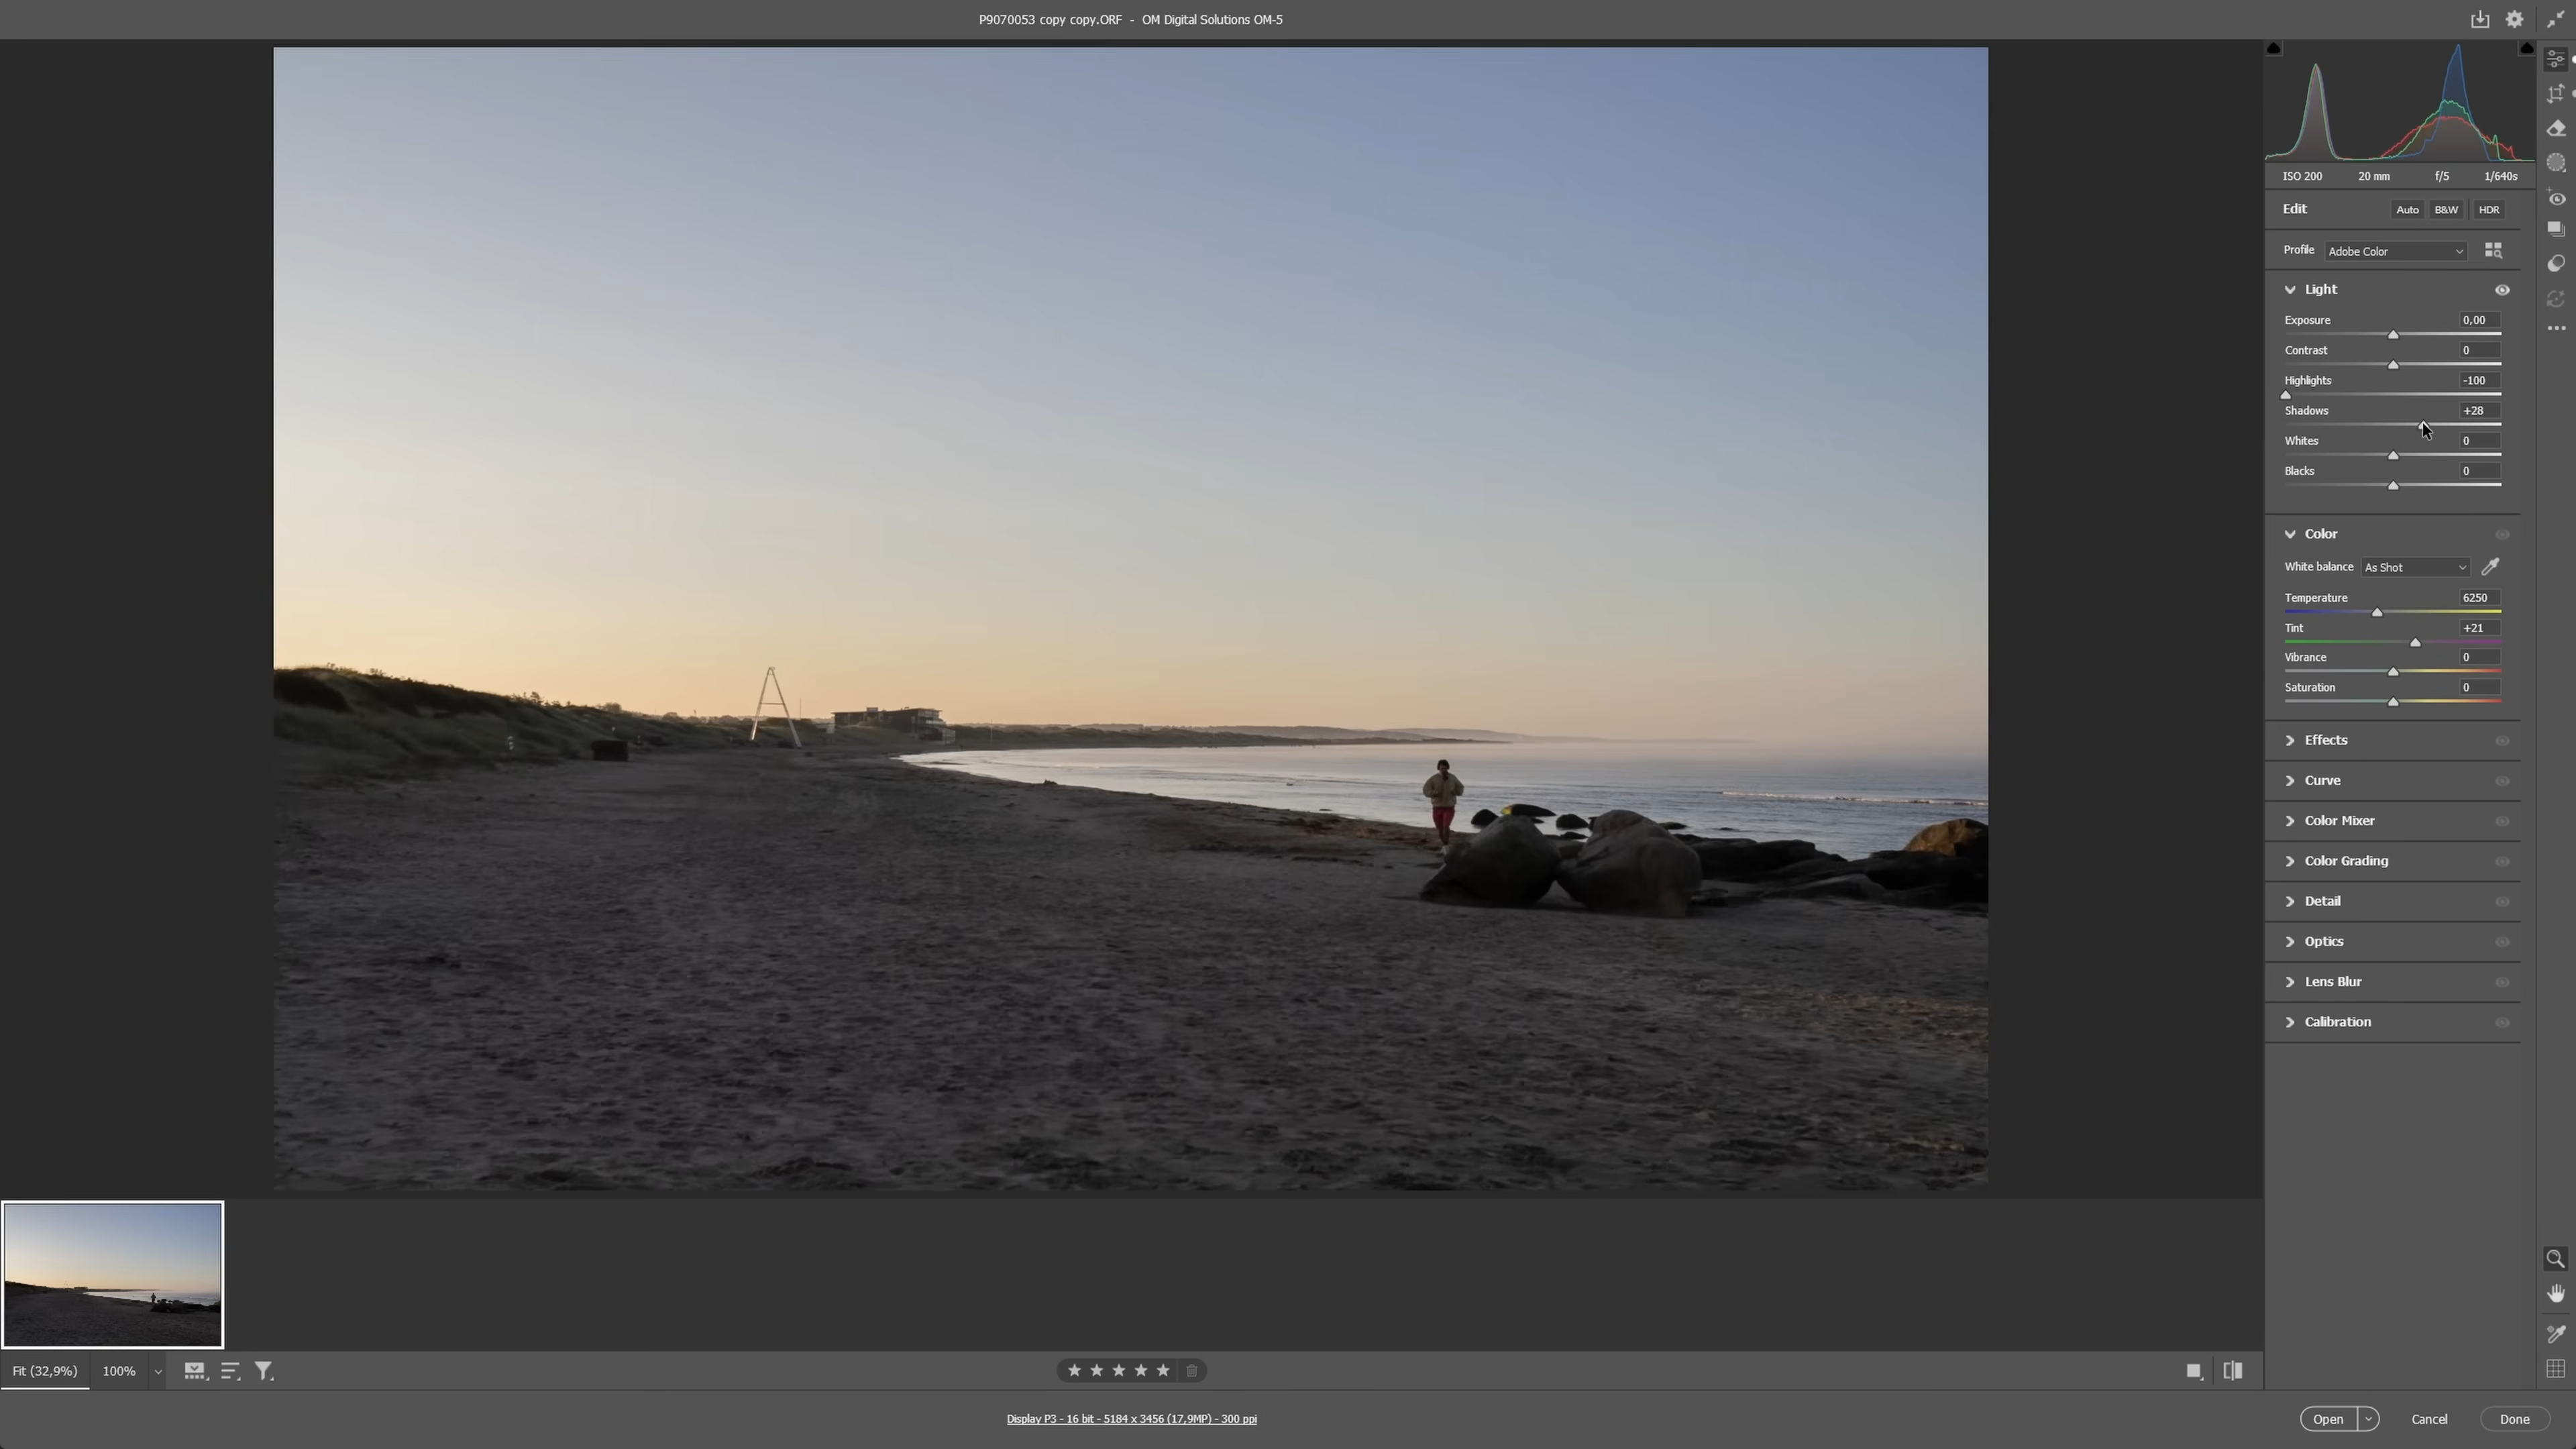 P9070053 copy copy.ORF - OM Digital Solutions OM-5
ISO 200 20 mm f/5 1/640s
Edit Auto B&W HDR
Profile Adobe Color
Light
Exposure 0,00
Contrast 0
Highlights -100
Shadows +28
Whites 0
Blacks 0
Color
White balance As Shot
Temperature 6250
Tint +21
Vibrance 0
Saturation 0
Effects
Curve
Color Mixer
Color Grading
Detail
Optics
Lens Blur
Calibration
Fit (32,9%) 100%
Display P3 - 16 bit - 5184 x 3456 (17,9MP) - 300 ppi
Open Cancel Done